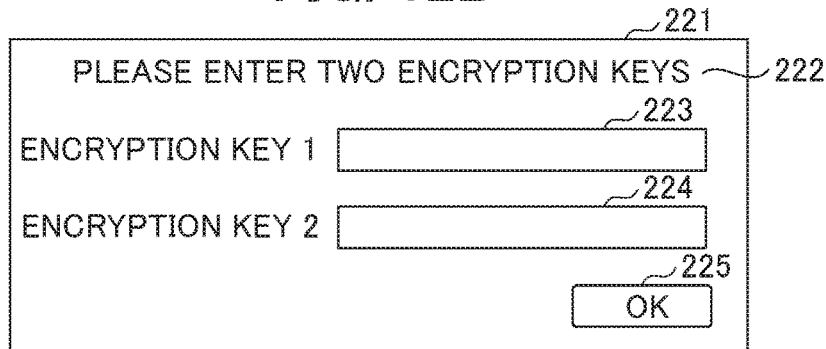 221
PLEASE ENTER TWO ENCRYPTION KEYS 222
223
ENCRYPTION KEY 1
224
ENCRYPTION KEY 2
225
OK